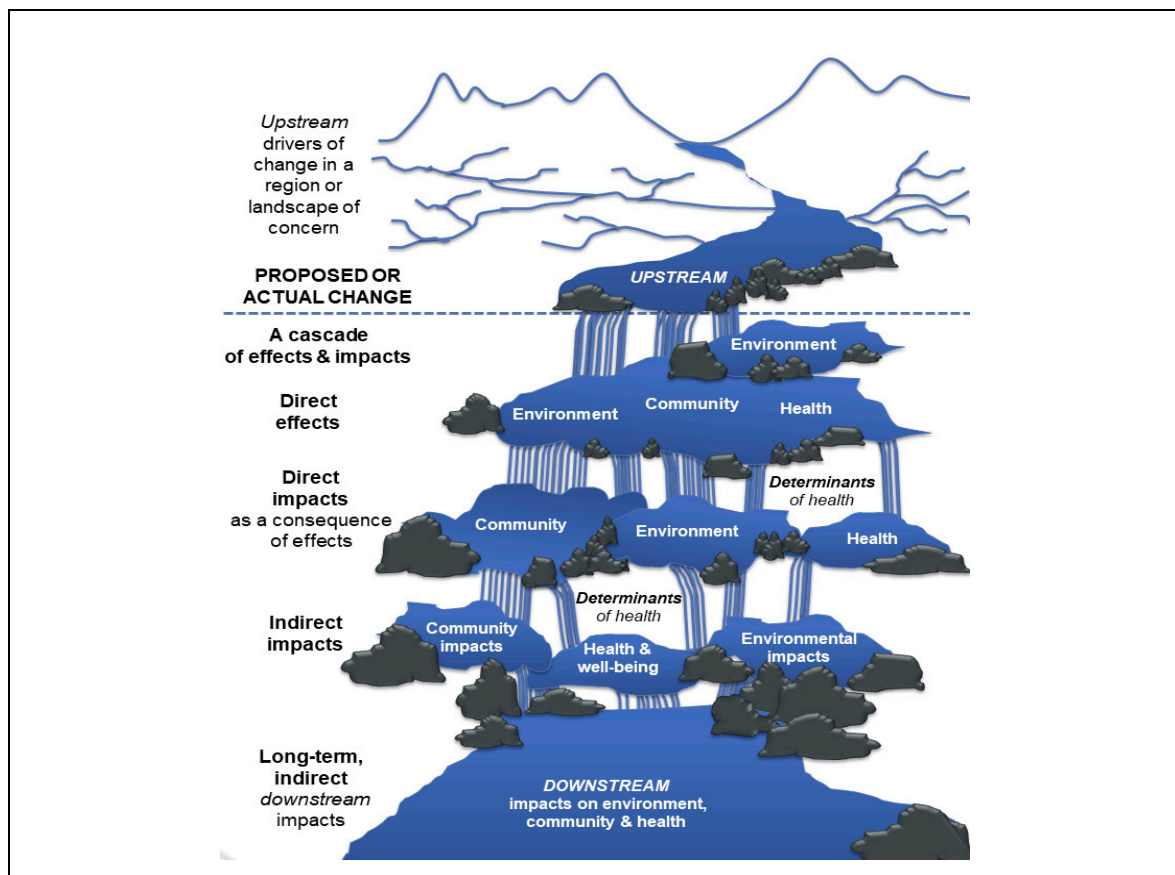 Upstream
drivers of
change in a
region or
landscape of
concern
PROPOSED OR
ACTUAL CHANGE
UPSTREAM
A cascade
of effects & impacts
Environment
Direct
effects
Environment
Community
Health
Direct
impacts
as a consequence
of effects
Determinants
of health
Community
Environment
Health
Indirect
impacts
Determinants
of health
Community
impacts
Health &
well-being
Environmental
impacts
Long-term,
indirect
downstream
impacts
DOWNSTREAM
impacts on environment,
community & health